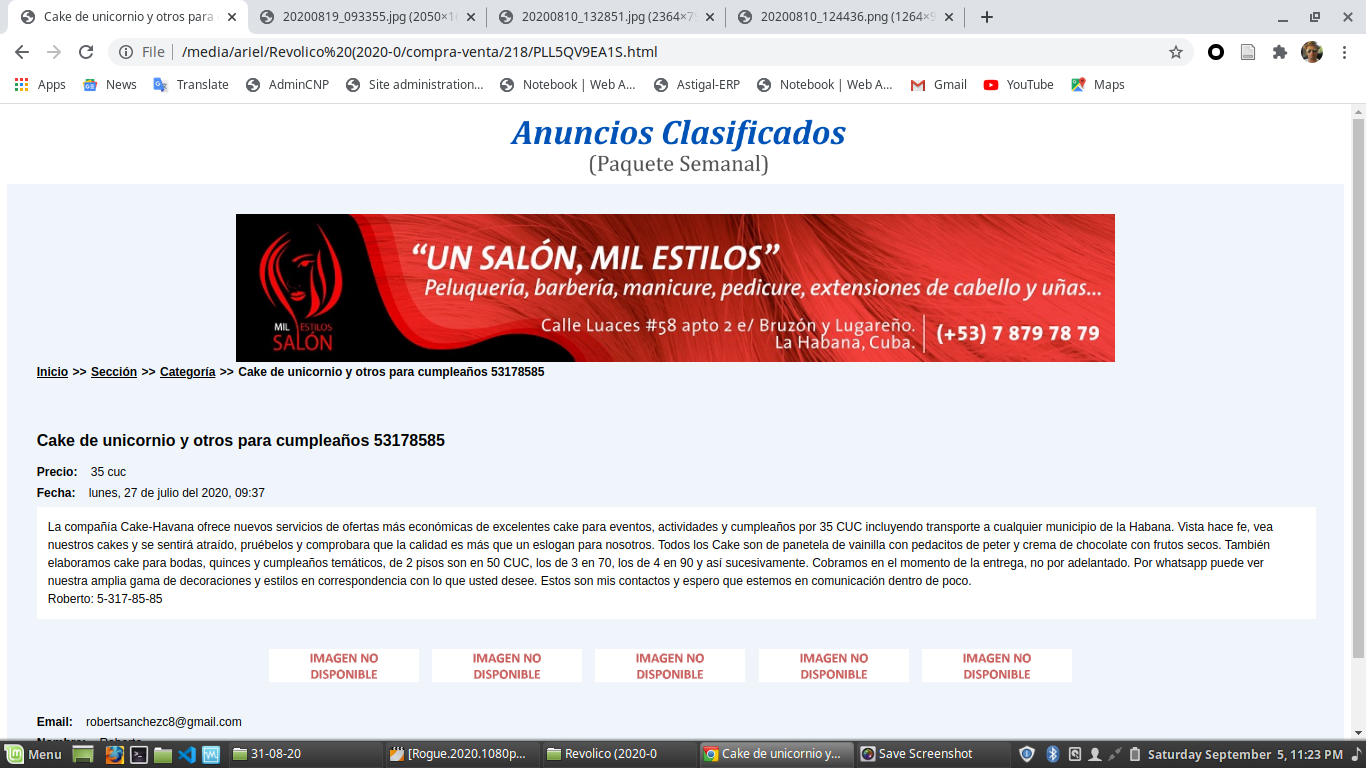 Cake de unicornio y otros para
20200819_093355.jpg (2050×1
20200810_132851.jpg (2364×7
20200810_124436.png (1264×9
File
/media/ariel/Revolico%20(2020-0/compra-venta/218/PLL5QV9EA1S.html
Apps
News
Translate
AdminCNP
Site administration...
Notebook | Web A...
Astigal-ERP
Notebook | Web A...
Gmail
YouTube
Maps
Anuncios Clasificados
(Paquete Semanal)
“UN SALÓN, MIL ESTILOS”
Peluquería, barbería, manicure, pedicure, extensiones de cabello y uñas...
Calle Luaces #58 apto 2 e/ Bruzón y Lugareño.
La Habana, Cuba.
(+53) 7 879 78 79
MIL ESTILOS
SALÓN
Inicio >> Sección >> Categoría >> Cake de unicornio y otros para cumpleaños 53178585
Cake de unicornio y otros para cumpleaños 53178585
Precio: 35 cuc
Fecha: lunes, 27 de julio del 2020, 09:37
La compañía Cake-Havana ofrece nuevos servicios de ofertas más económicas de excelentes cake para eventos, actividades y cumpleaños por 35 CUC incluyendo transporte a cualquier municipio de la Habana. Vista hace fe, vea
nuestros cakes y se sentirá atraído, pruébelos y comprobara que la calidad es más que un eslogan para nosotros. Todos los Cake son de panetela de vainilla con pedacitos de peter y crema de chocolate con frutos secos. También
elaboramos cake para bodas, quinces y cumpleaños temáticos, de 2 pisos son en 50 CUC, los de 3 en 70, los de 4 en 90 y así sucesivamente. Cobramos en el momento de la entrega, no por adelantado. Por whatsapp puede ver
nuestra amplia gama de decoraciones y estilos en correspondencia con lo que usted desee. Estos son mis contactos y espero que estemos en comunicación dentro de poco.
Roberto: 5-317-85-85
IMAGEN NO DISPONIBLE
IMAGEN NO DISPONIBLE
IMAGEN NO DISPONIBLE
IMAGEN NO DISPONIBLE
IMAGEN NO DISPONIBLE
Email: robertsanchezc8@gmail.com
Nombre: Roberto
Menu
31-08-20
[Rogue.2020.1080p...
Revolico (2020-0
Cake de unicornio y...
Save Screenshot
Saturday September 5, 11:23 PM